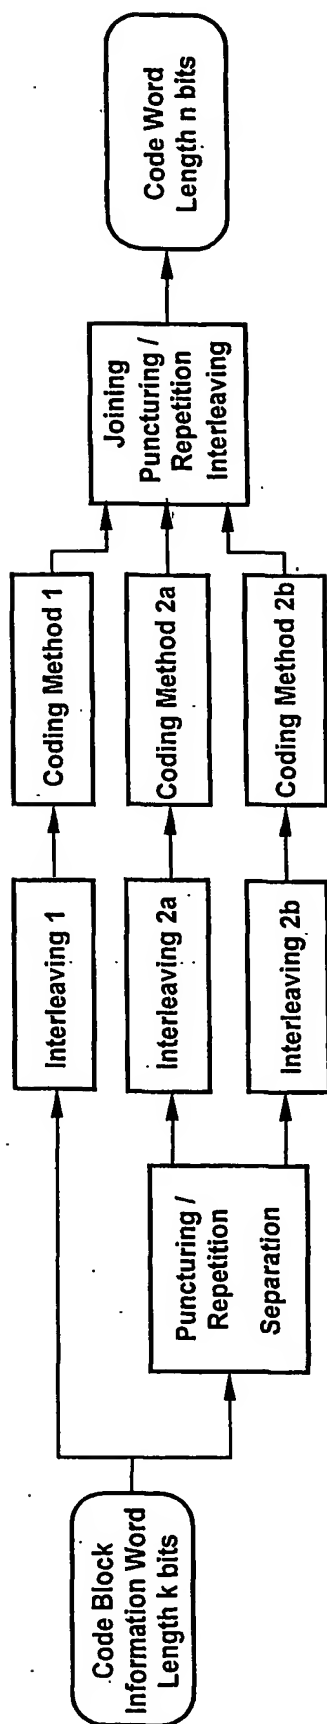 Code Block
Information Word
Length k bits
Puncturing /
Repetition
Separation
Interleaving 1
Interleaving 2a
Interleaving 2b
Coding Method 1
Coding Method 2a
Coding Method 2b
Joining
Puncturing /
Repetition
Interleaving
Code Word
Length n bits